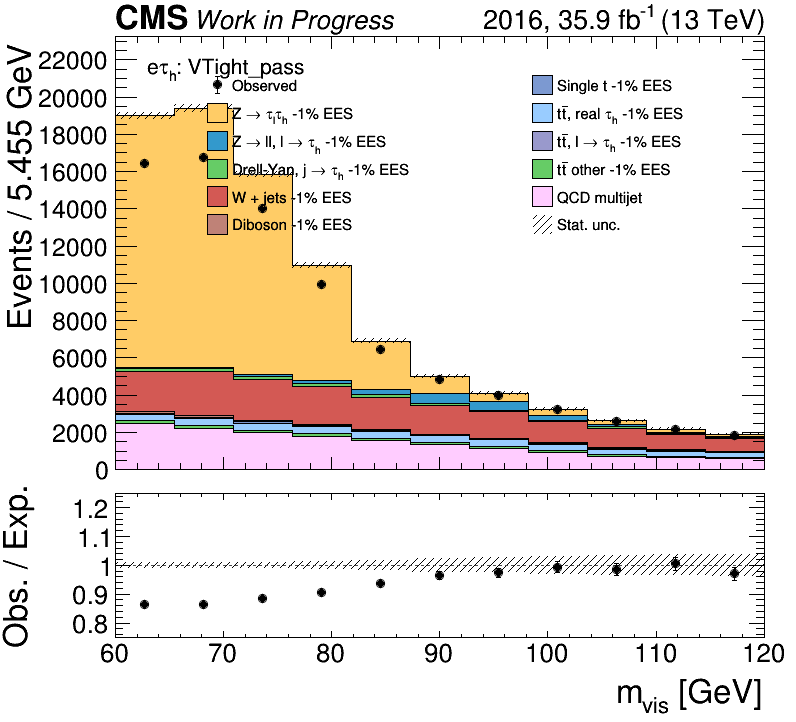 CMS Work in Progress 2016, 35.9 fb⁻¹ (13 TeV)
eτh: VTight_pass
Observed
Z → τlτh -1% EES
Z → ll, l → τh -1% EES
Drell-Yan, j → τh -1% EES
W + jets -1% EES
Diboson -1% EES
Single t -1% EES
tt̄, real τh -1% EES
tt̄, l → τh -1% EES
tt̄ other -1% EES
QCD multijet
Stat. unc.
Events / 5.455 GeV
22000
20000
18000
16000
14000
12000
10000
8000
6000
4000
2000
0
Obs. / Exp.
1.2
1.1
1
0.9
0.8
60 70 80 90 100 110 120
mvis [GeV]